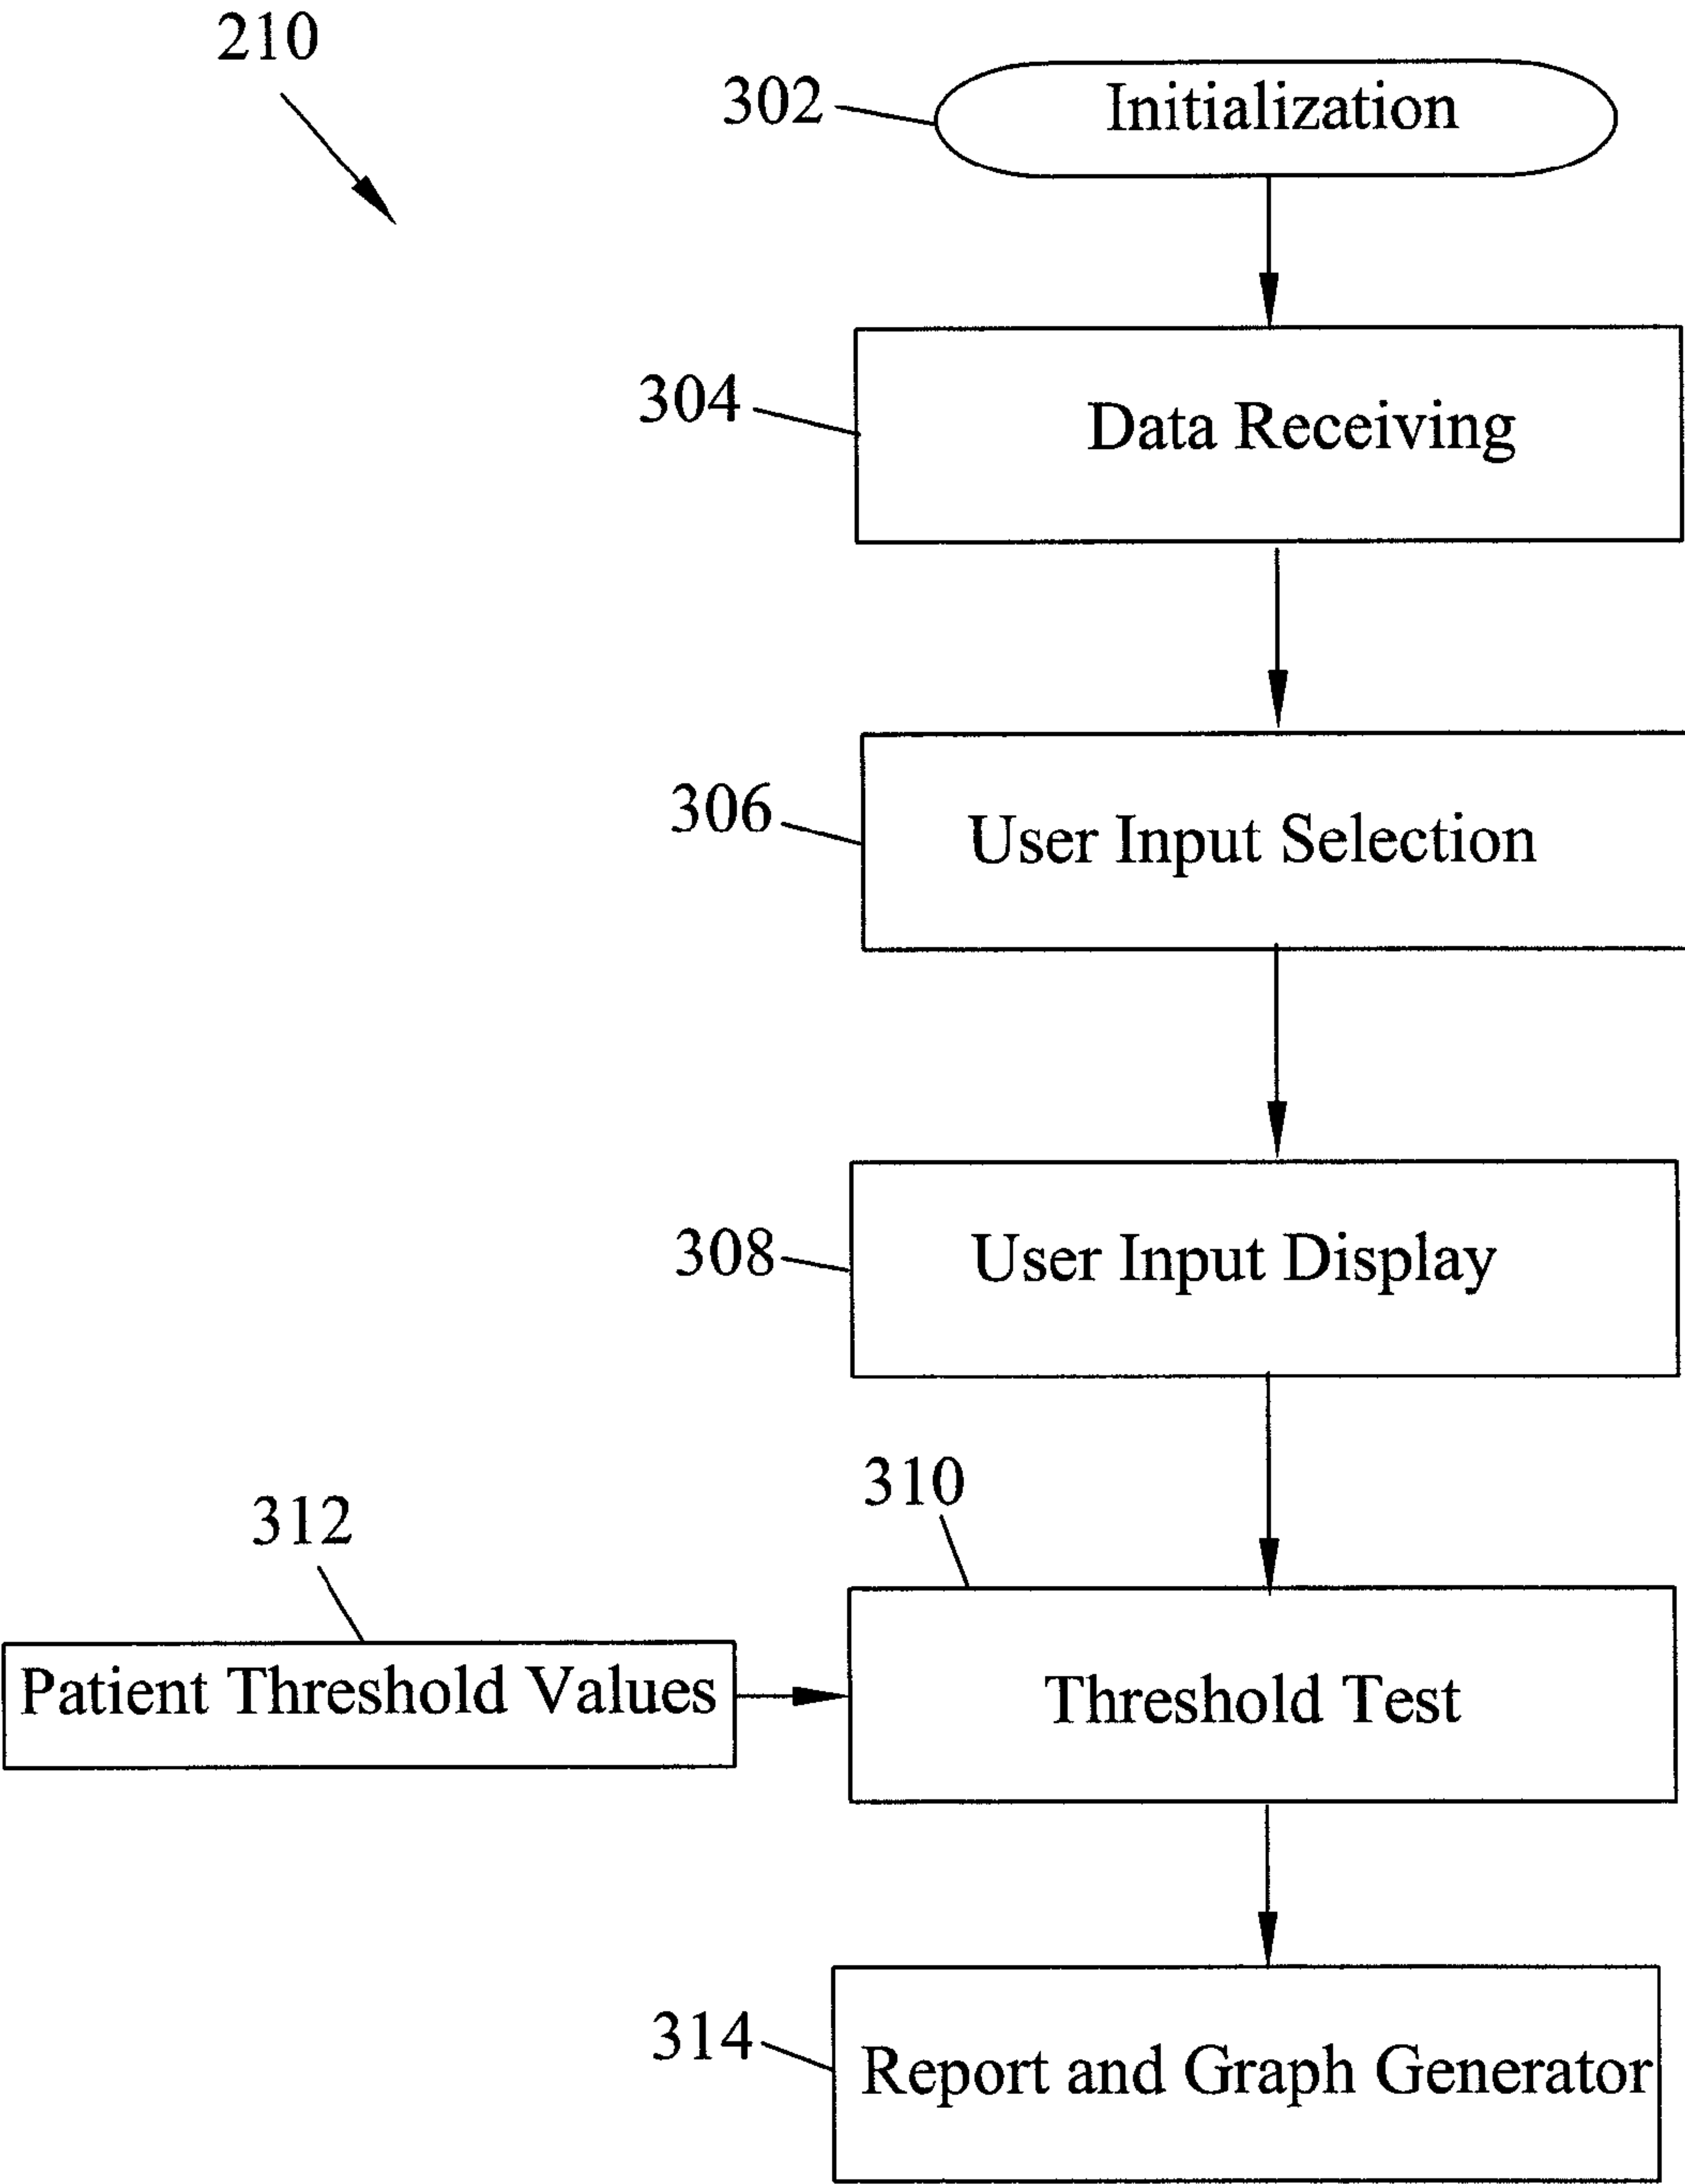 210
302
Initialization
304
Data Receiving
306
User Input Selection
308
User Input Display
310
312
Patient Threshold Values
Threshold Test
314
Report and Graph Generator